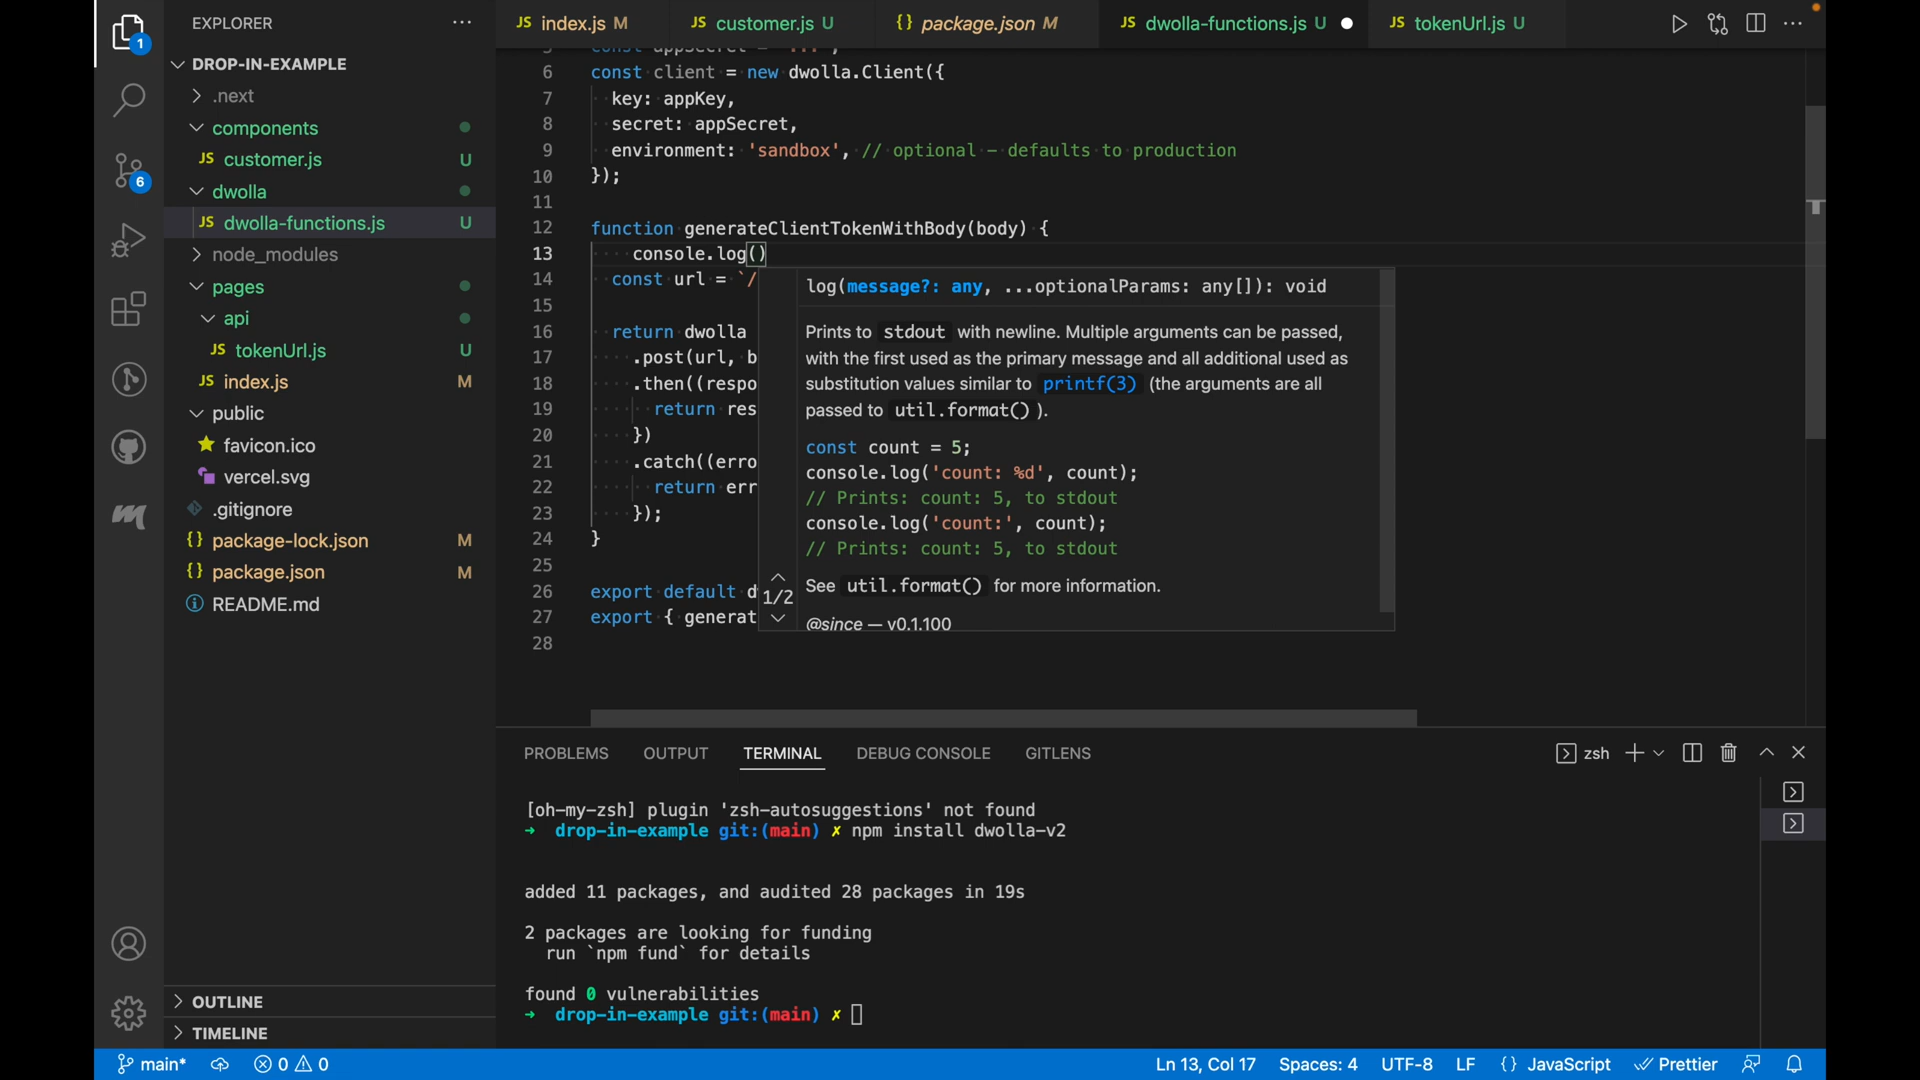 EXPLORER
DROP-IN-EXAMPLE
.next
components
JS customer.js U
dwolla
JS dwolla-functions.js U
node_modules
pages
api
JS tokenUrl.js U
JS index.js M
public
favicon.ico
vercel.svg
.gitignore
{} package-lock.json M
{} package.json M
README.md
OUTLINE
TIMELINE
1
6
JS index.js M
JS customer.js U
{} package.json M
JS dwolla-functions.js U
JS tokenUrl.js U
6 const client = new dwolla.Client({
7 key: appKey,
8 secret: appSecret,
9 environment: 'sandbox', // optional - defaults to production
10 });
11
12 function generateClientTokenWithBody(body) {
13 console.log()
14 const url = `/
15
16 return dwolla
17 .post(url, b
18 .then((respo
19 return res
20 })
21 .catch((erro
22 return err
23 });
24 }
25
26 export default d
27 export { generat
28
log(message?: any, ...optionalParams: any[]): void
Prints to stdout with newline. Multiple arguments can be passed,
with the first used as the primary message and all additional used as
substitution values similar to printf(3) (the arguments are all
passed to util.format() ).
const count = 5;
console.log('count: %d', count);
// Prints: count: 5, to stdout
console.log('count:', count);
// Prints: count: 5, to stdout
See util.format() for more information.
@since — v0.1.100
1/2
PROBLEMS OUTPUT TERMINAL DEBUG CONSOLE GITLENS
zsh
[oh-my-zsh] plugin 'zsh-autosuggestions' not found
➜ drop-in-example git:(main) ✗ npm install dwolla-v2
added 11 packages, and audited 28 packages in 19s
2 packages are looking for funding
run `npm fund` for details
found 0 vulnerabilities
➜ drop-in-example git:(main) ✗
main* 0 0
Ln 13, Col 17 Spaces: 4 UTF-8 LF {} JavaScript Prettier